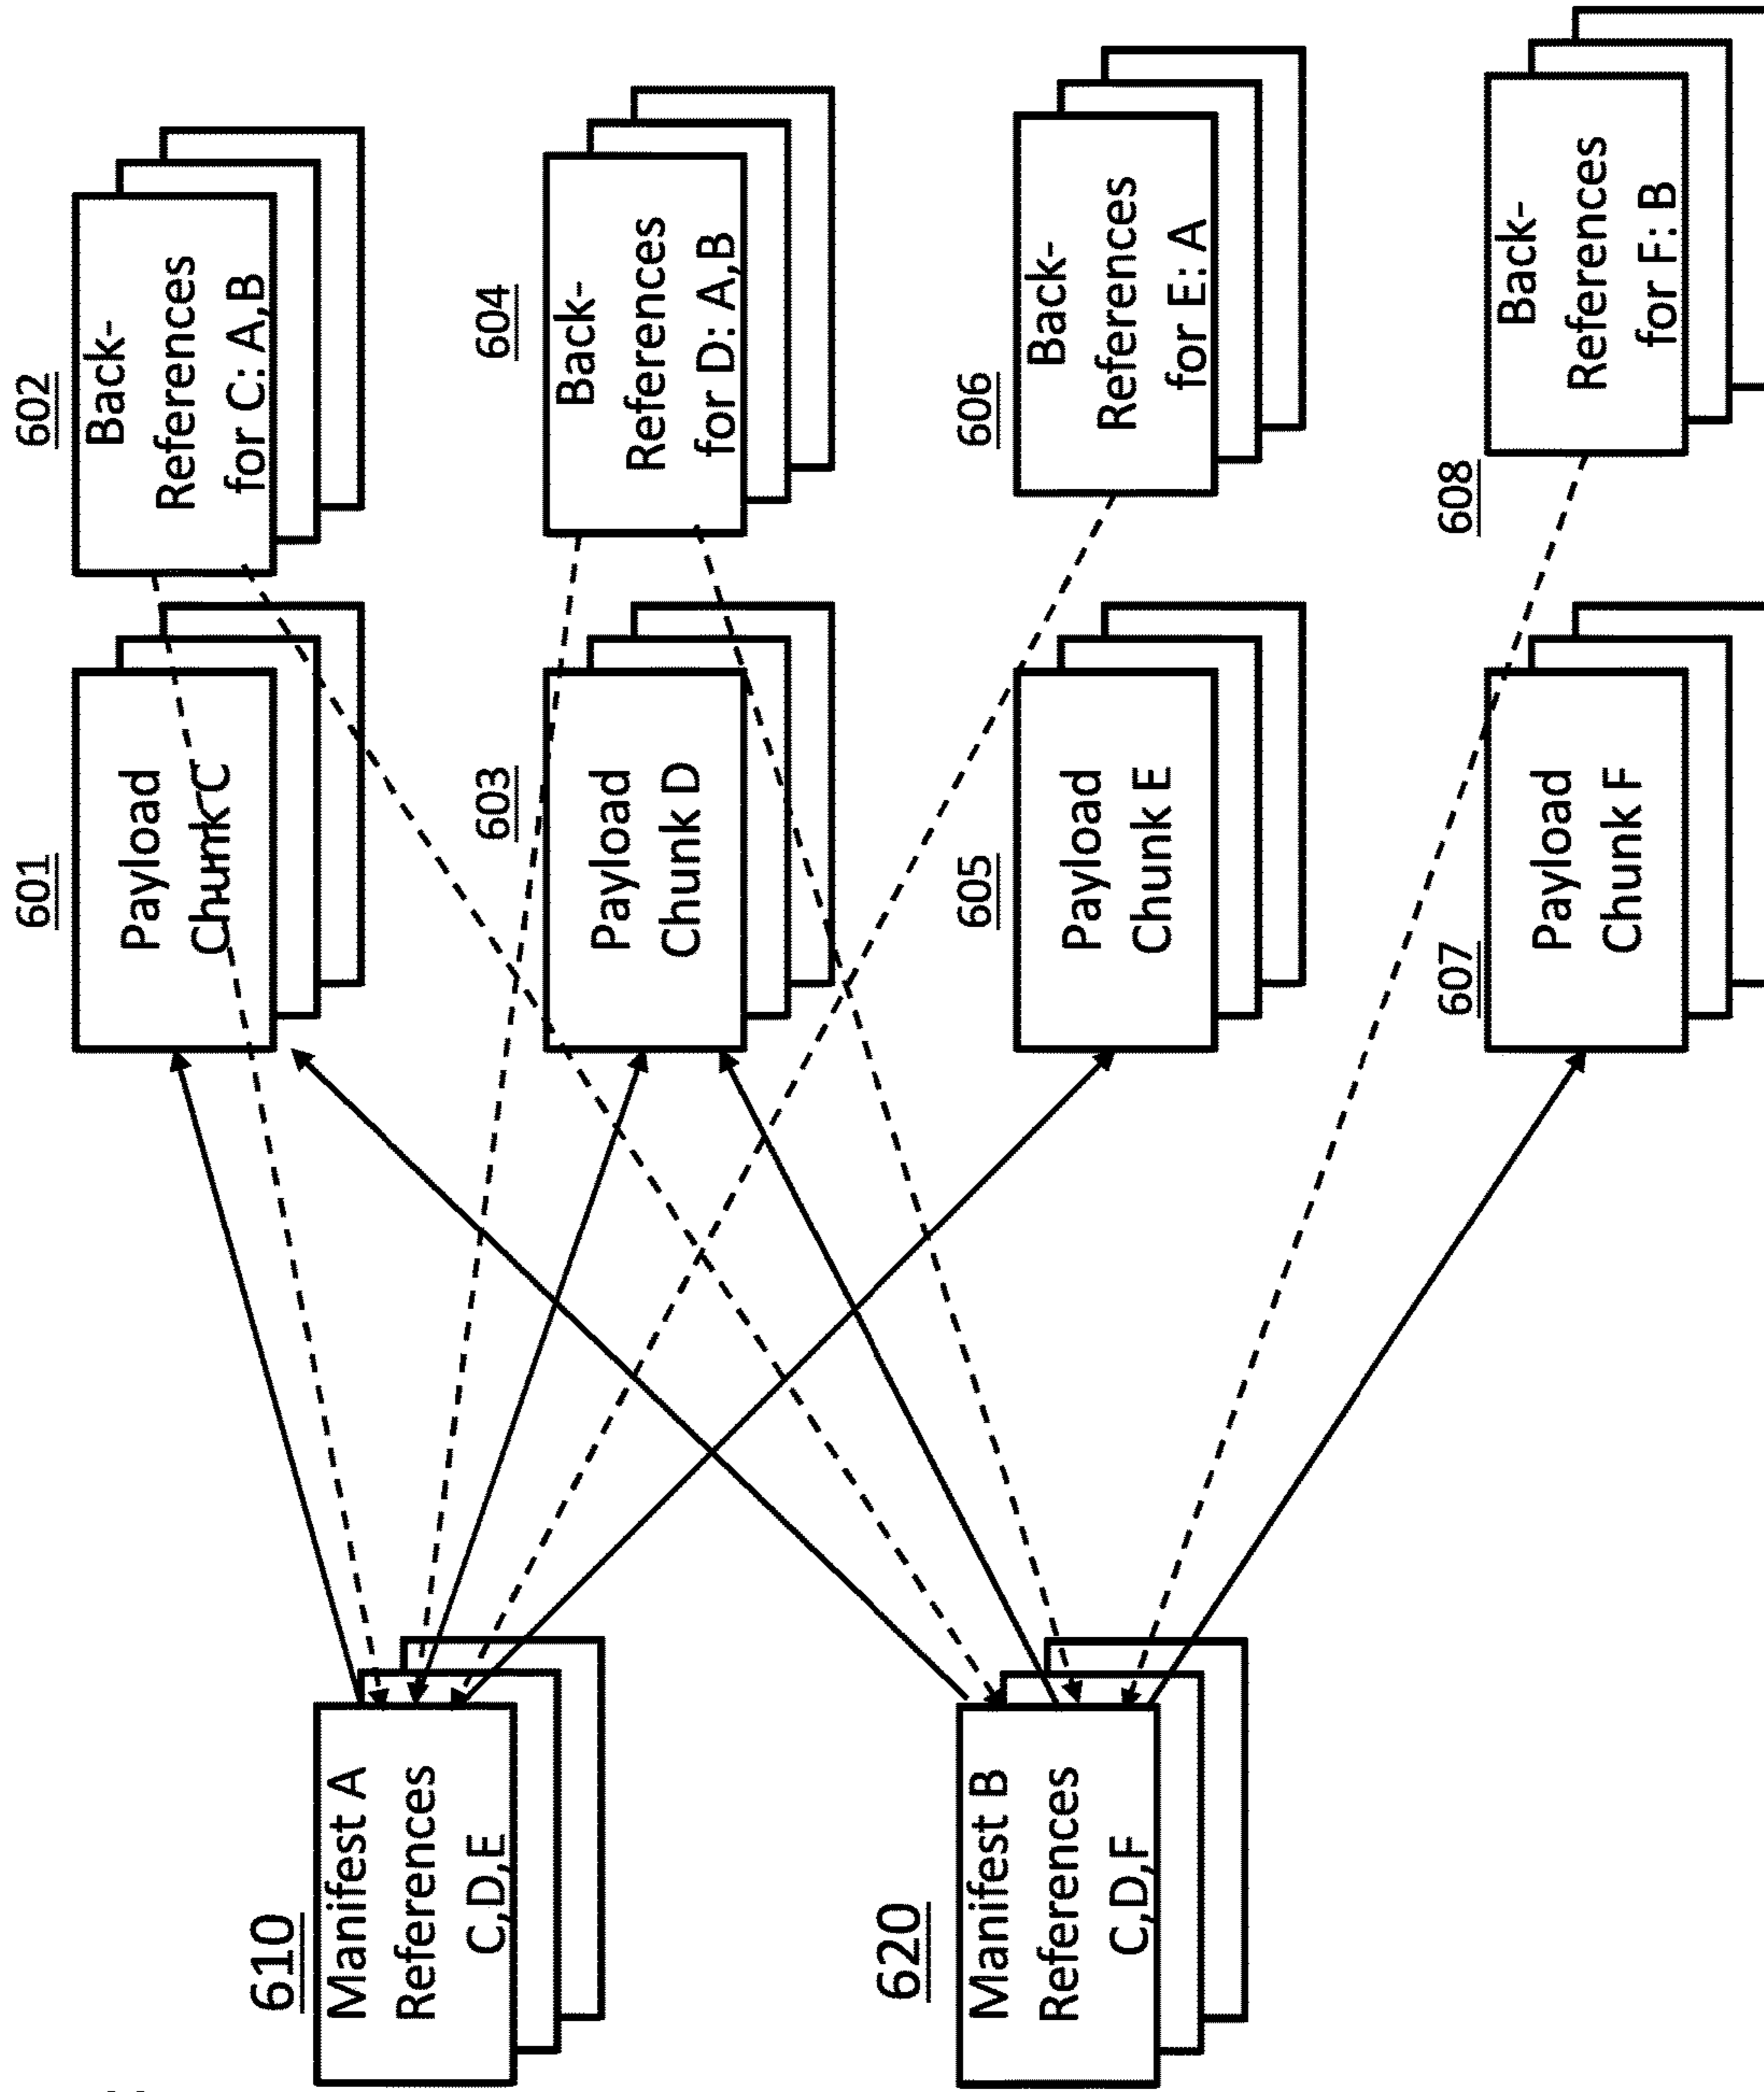 610
Manifest A
References
C,D,E
620
Manifest B
References
C,D,F
601
Payload
Chunk C
603
Payload
Chunk D
605
Payload
Chunk E
607
Payload
Chunk F
602
Back-
References
for C: A,B
604
Back-
References
for D: A,B
606
Back-
References
for E: A
608
Back-
References
for F: B